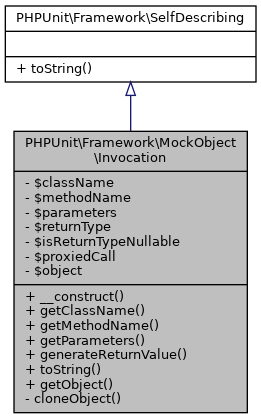 PHPUnit\Framework\SelfDescribing
+ toString()
PHPUnit\Framework\MockObject
\Invocation
- $className
- $methodName
- $parameters
- $returnType
- $isReturnTypeNullable
- $proxiedCall
- $object
+ __construct()
+ getClassName()
+ getMethodName()
+ getParameters()
+ generateReturnValue()
+ toString()
+ getObject()
- cloneObject()